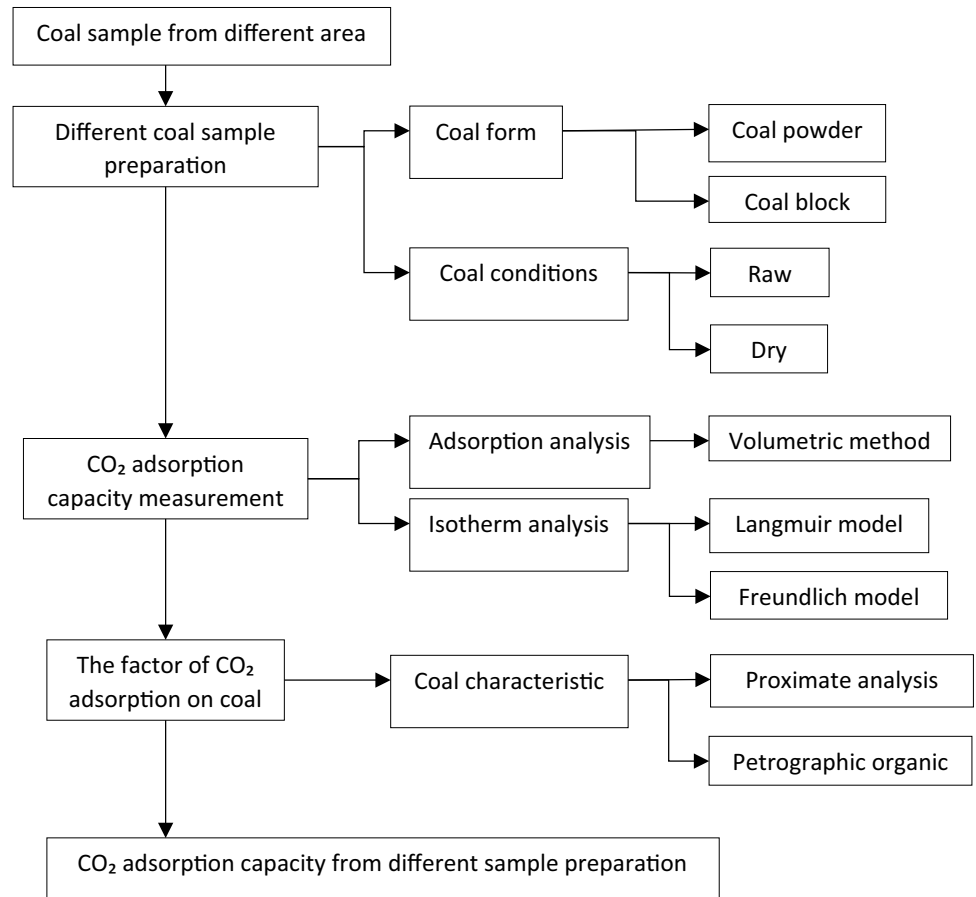 Coal sample from different area
Different coal sample
preparation
Coal form
Coal powder
Coal block
Coal conditions
Raw
Dry
CO₂ adsorption
capacity measurement
Adsorption analysis
Volumetric method
Isotherm analysis
Langmuir model
Freundlich model
The factor of CO₂
adsorption on coal
Coal characteristic
Proximate analysis
Petrographic organic
CO₂ adsorption capacity from different sample preparation